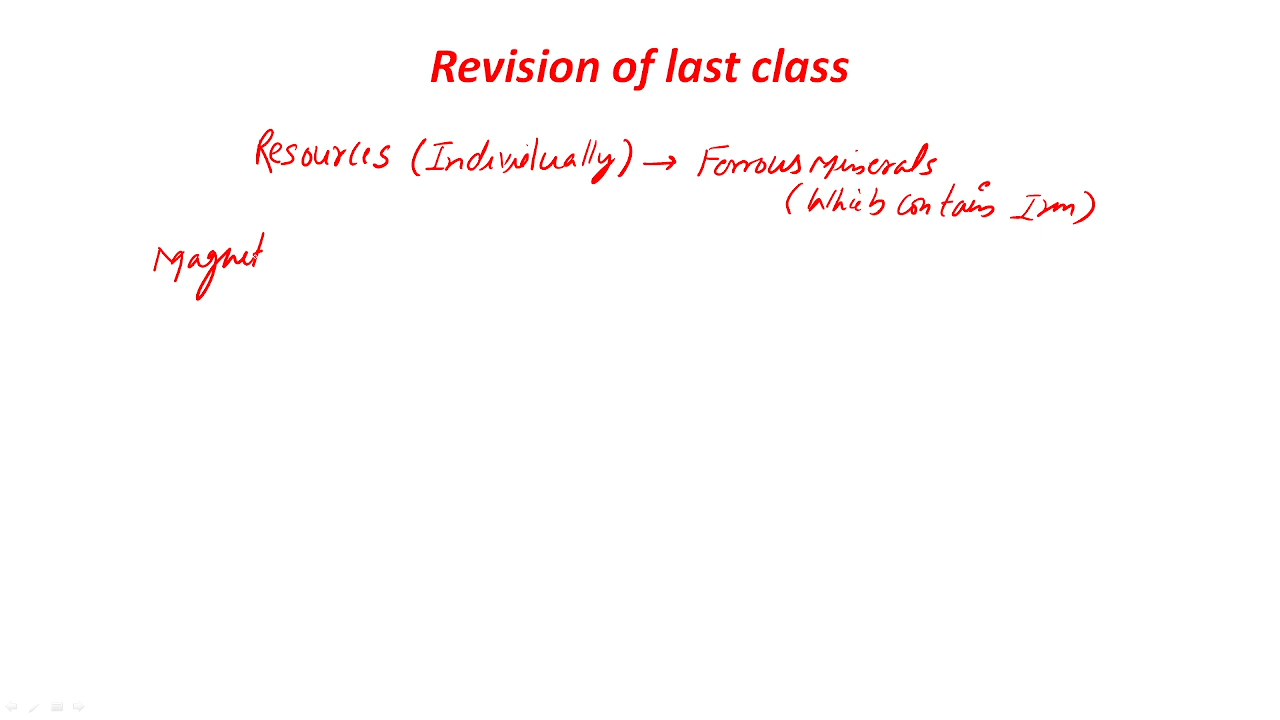 Revision of last class
Resources (Individually) → Ferrous Minerals
(Which contains Iron)
Magnet